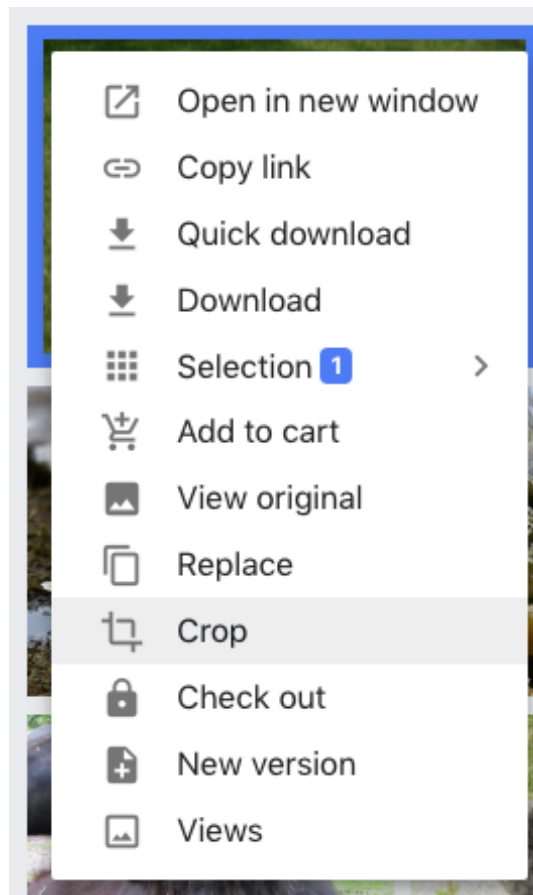 Open in new window
Copy link
Quick download
Download
Selection 1
Add to cart
View original
Replace
Crop
Check out
New version
Views